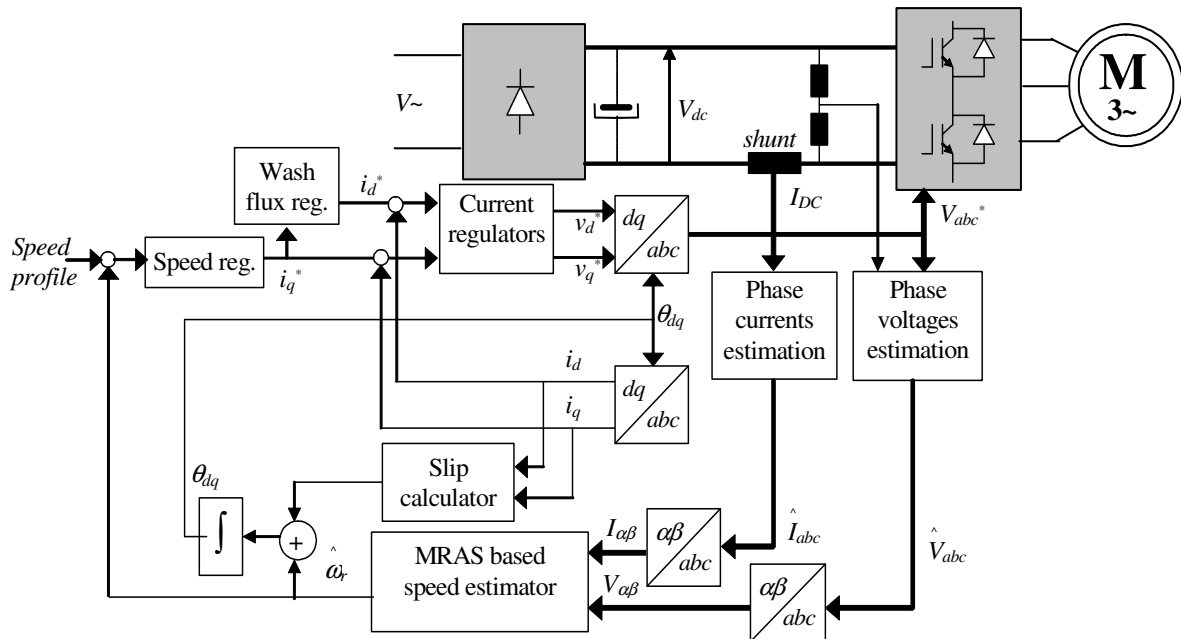 V~
V_dc
shunt
I_DC
M
3~
V_abc^*
Wash
flux reg.
i_d^*
Current
regulators
v_d^*
v_q^*
dq
abc
Speed
profile
Speed reg.
i_q^*
θ_dq
Phase
currents
estimation
Phase
voltages
estimation
i_d
i_q
dq
abc
θ_dq
Slip
calculator
∫
+
ω̂_r
MRAS based
speed estimator
I_αβ
V_αβ
αβ
abc
Î_abc
αβ
abc
V̂_abc